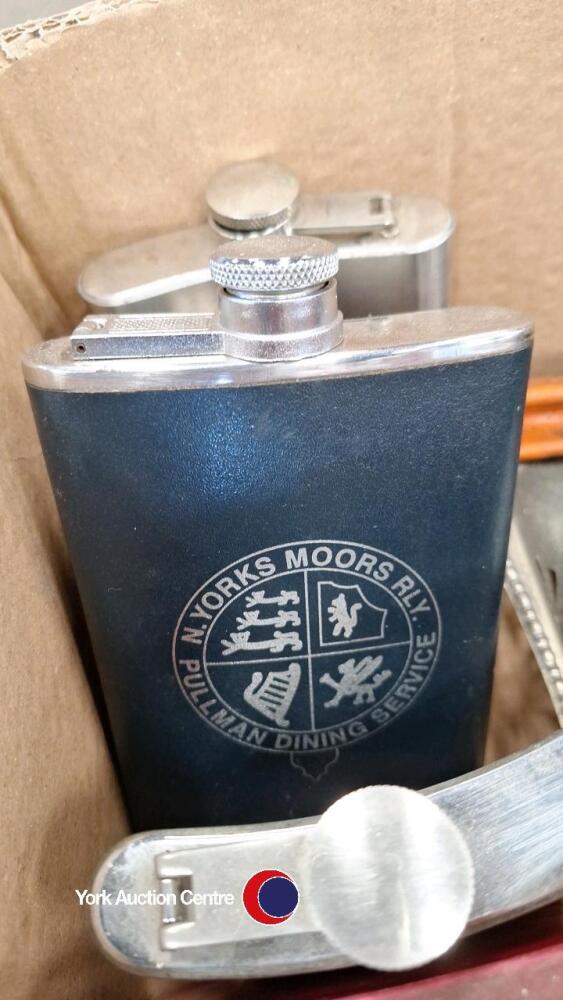 N. YORKS MOORS RLY.
PULLMAN DINING SERVICE
York Auction Centre